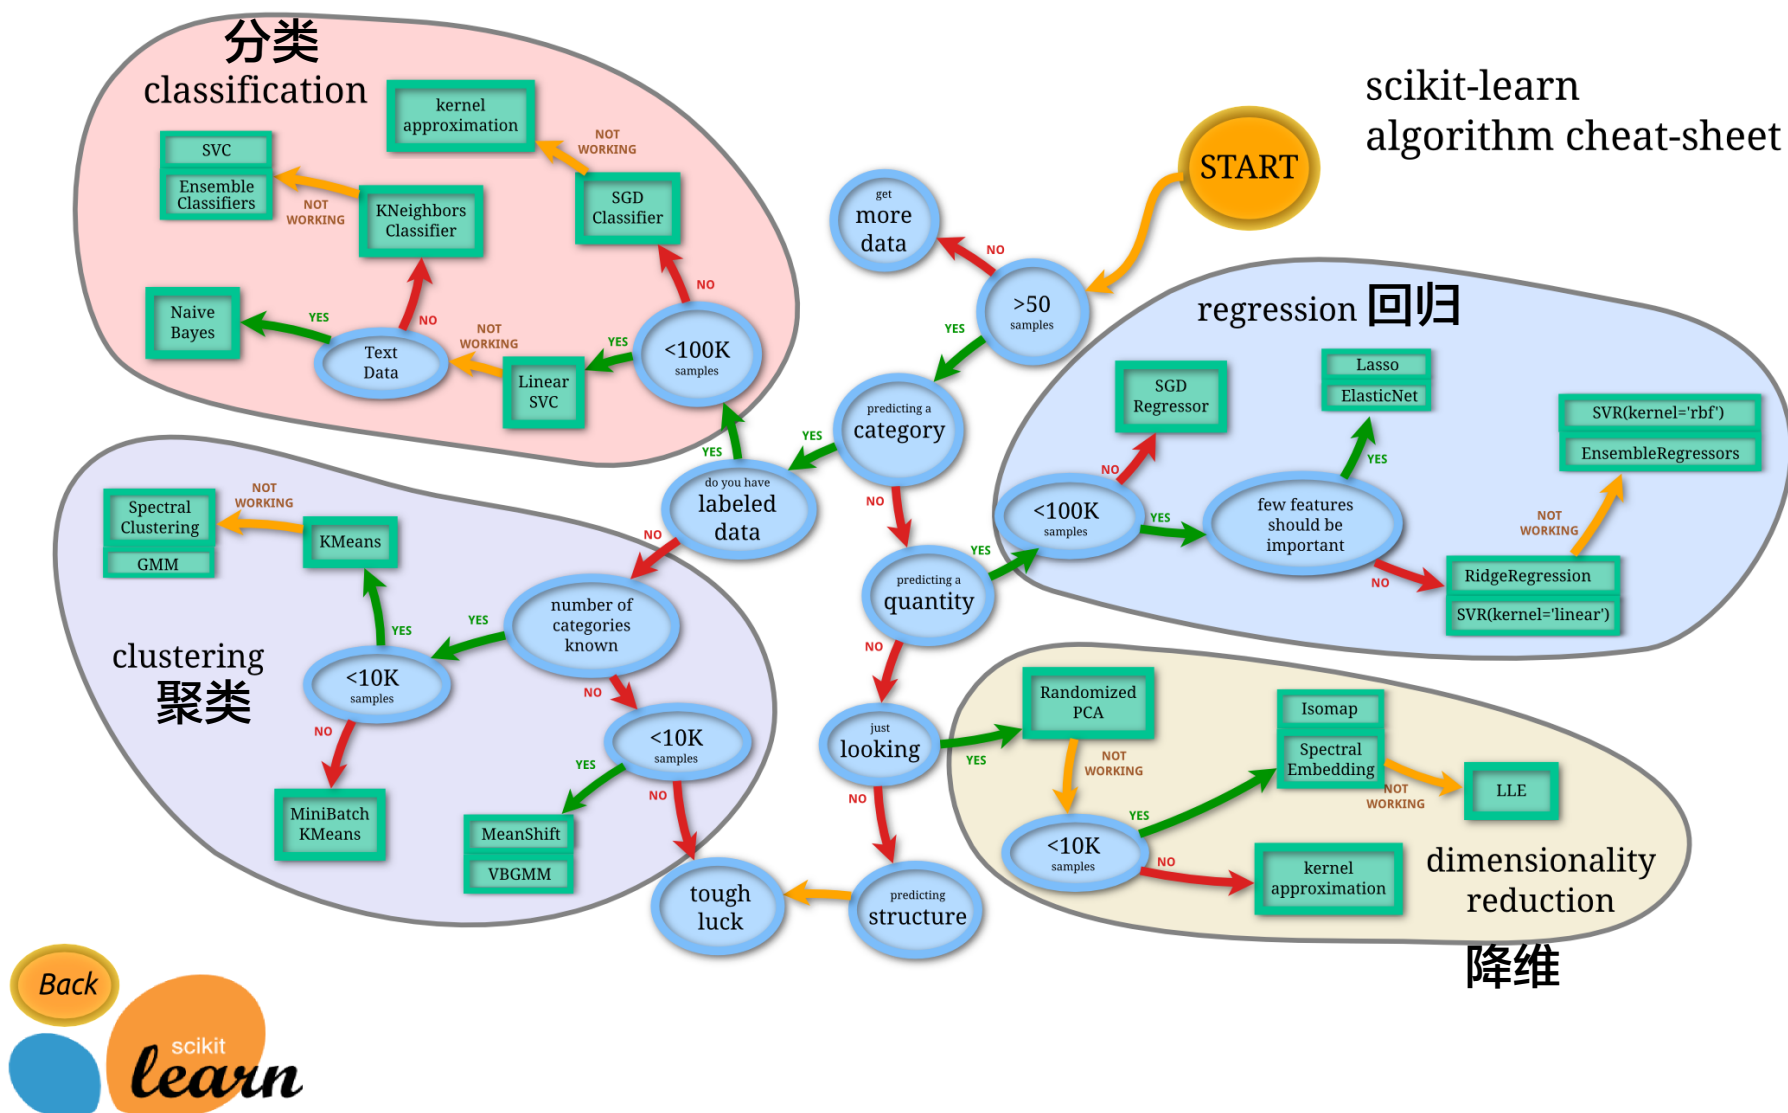 分类
classification
kernel
approximation
NOT
WORKING
SVC
Ensemble
Classifiers
NOT
WORKING
KNeighbors
Classifier
SGD
Classifier
NO
Naive
Bayes
YES
NO
Text
Data
NOT
WORKING
Linear
SVC
YES
<100K
samples
scikit-learn
algorithm cheat-sheet
START
get
more
data
NO
>50
samples
YES
predicting a
category
YES
NO
YES
do you have
labeled
data
NO
predicting a
quantity
YES
NO
just
looking
YES
NO
predicting
structure
tough
luck
regression 回归
SGD
Regressor
NO
<100K
samples
YES
Lasso
ElasticNet
YES
few features
should be
important
NO
SVR(kernel='rbf')
EnsembleRegressors
NOT
WORKING
RidgeRegression
SVR(kernel='linear')
Spectral
Clustering
GMM
NOT
WORKING
KMeans
YES
number of
categories
known
YES
NO
clustering
聚类
<10K
samples
NO
MiniBatch
KMeans
<10K
samples
YES
NO
MeanShift
VBGMM
Randomized
PCA
NOT
WORKING
<10K
samples
YES
NO
Isomap
Spectral
Embedding
NOT
WORKING
LLE
kernel
approximation
dimensionality
reduction
降维
Back
scikit
learn